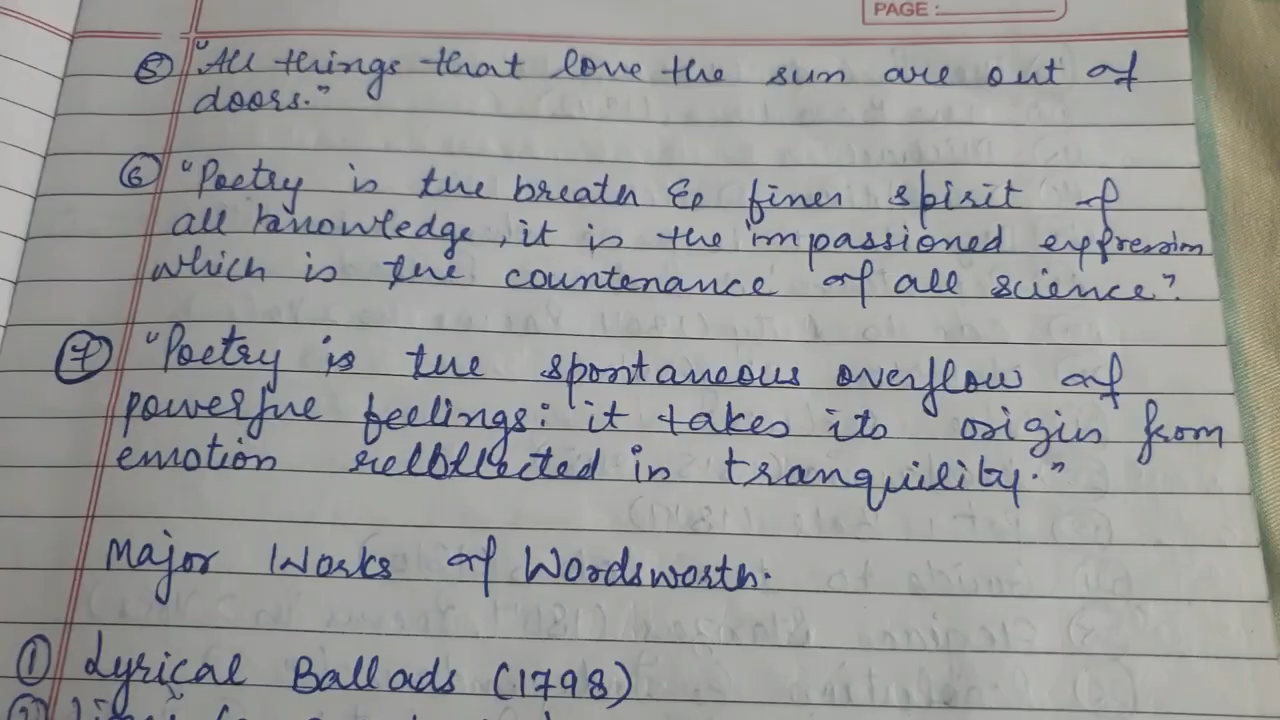 PAGE:
⑤ "All things that love the sun are out of
doors."
⑥ "Poetry is the breath & finer spirit of
all knowledge, it is the impassioned expression
which is the countenance of all science".
⑦ "Poetry is the spontaneous overflow of
powerful feelings: it takes its origin from
emotion recollected in tranquility."
Major Works of Wordsworth.
① Lyrical Ballads (1798)
②